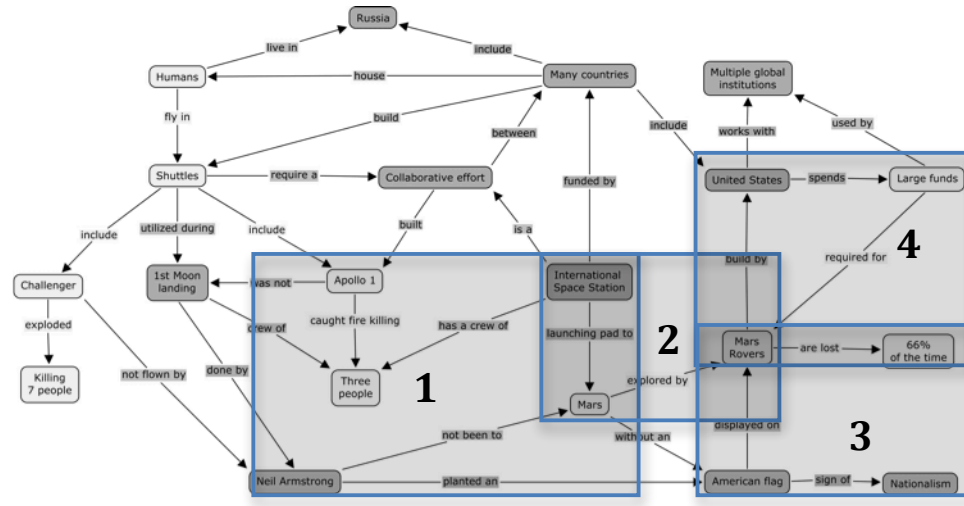 Russia
live in
include
Humans
house
Many countries
Multiple global
institutions
fly in
build
between
include
works with
used by
Shuttles
require a
Collaborative effort
funded by
United States
spends
Large funds
include
utilized during
include
built
is a
4
required for
build by
Challenger
1st Moon
landing
was not
Apollo 1
International
Space Station
exploded
crew of
caught fire killing
has a crew of
launching pad to
2
Mars
Rovers
are lost
66%
of the time
Killing
7 people
not flown by
done by
Three
people
1
explored by
Mars
displayed on
3
not been to
without an
Neil Armstrong
planted an
American flag
sign of
Nationalism